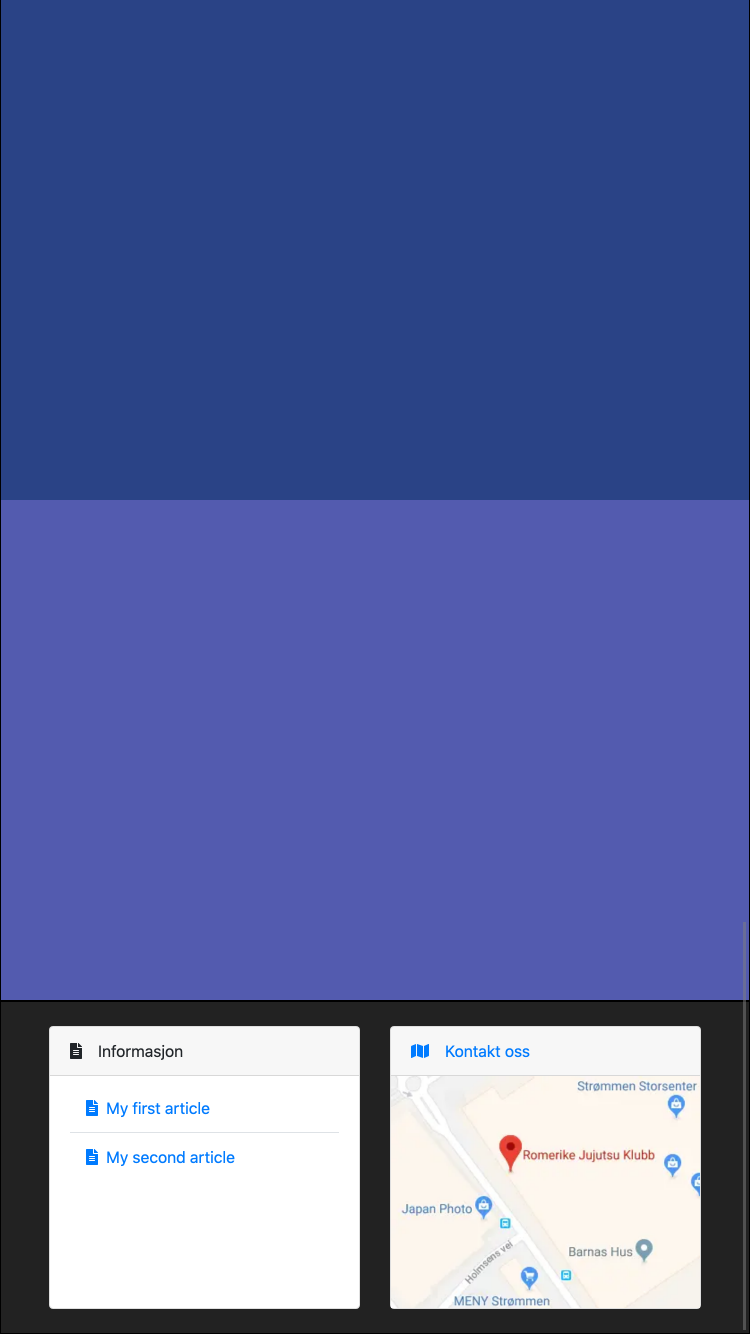 Informasjon
My first article
My second article
Kontakt oss
Strømmen Storsenter
Romerike Jujutsu Klubb
Japan Photo
Barnas Hus
Holmsens vei
MENY Strømmen